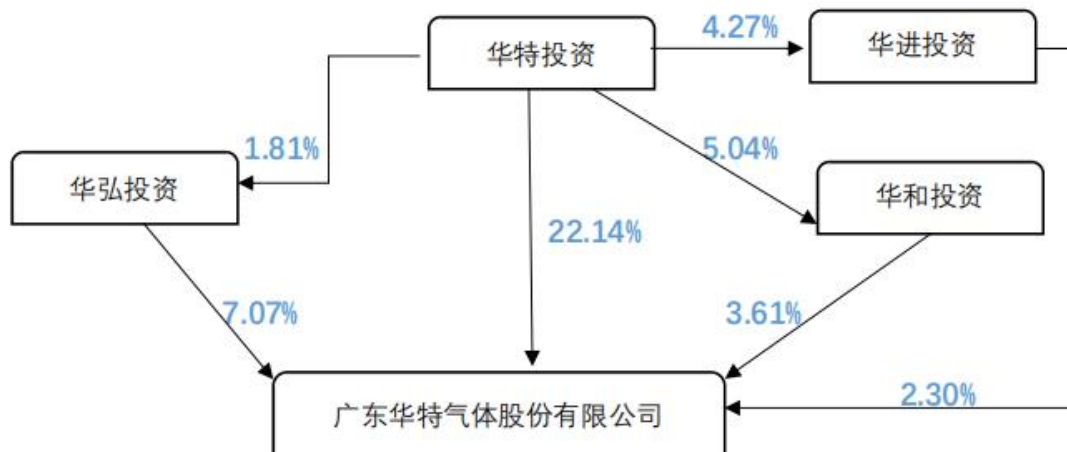 华特投资
4.27%
华进投资
1.81%
5.04%
华弘投资
华和投资
22.14%
7.07%
3.61%
2.30%
广东华特气体股份有限公司